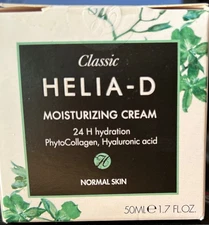 Classic
HELIA-D
MOISTURIZING CREAM
24 H hydration
PhytoCollagen, Hyaluronic acid
H
NORMAL SKIN
50ML ℮ 1.7 FL.OZ.